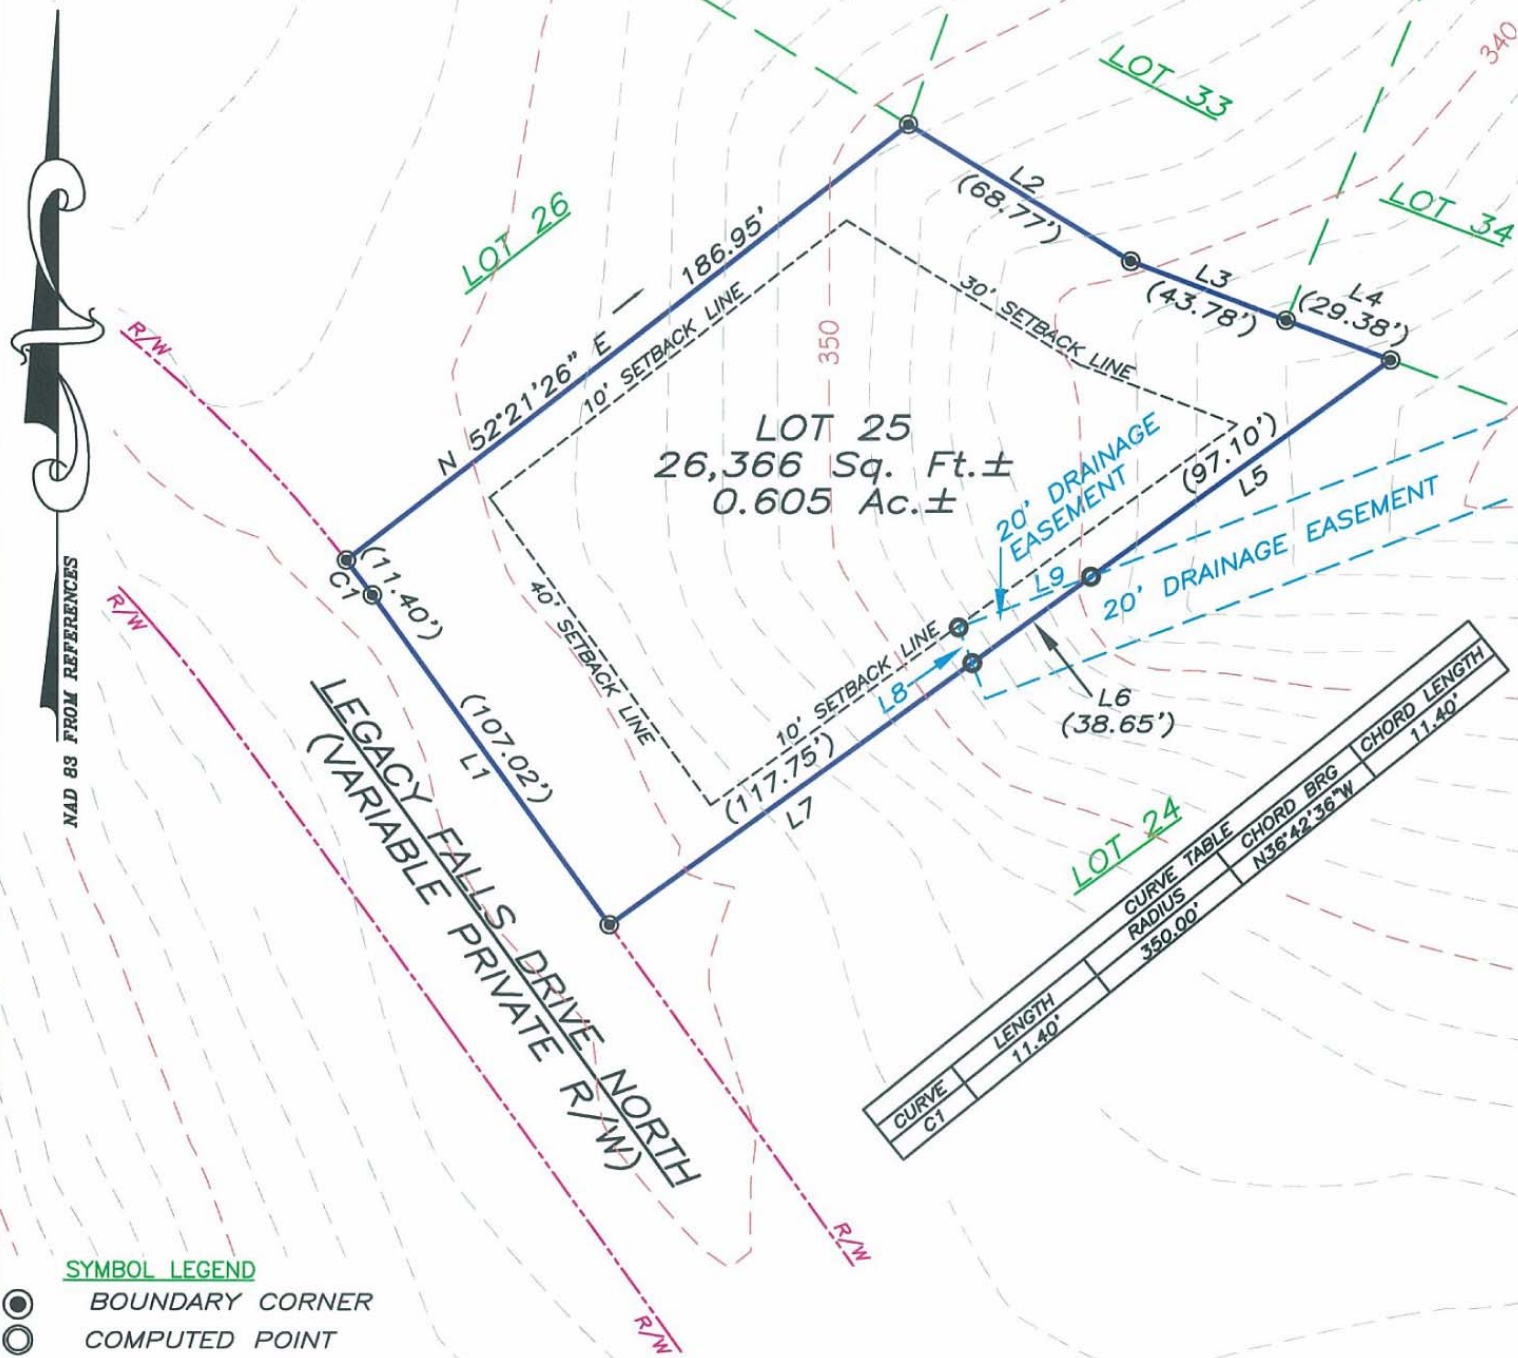 LOT 33
340
LOT 34
LOT 26
L2
(68.77')
L3
(43.78')
L4
(29.38')
N 52°21'26" E 186.95'
10' SETBACK LINE
30' SETBACK LINE
350
R/W
LOT 25
26,366 Sq. Ft.±
0.605 Ac.±
20' DRAINAGE
EASEMENT
(97.10')
L5
20' DRAINAGE EASEMENT
L9
C1
(11.40')
40' SETBACK LINE
R/W
10' SETBACK LINE
L8
L6
(38.65')
(107.02')
L1
(117.75')
L7
NAD 83 FROM REFERENCES
LEGACY FALLS DRIVE NORTH
(VARIABLE PRIVATE R/W)
LOT 24
CURVE TABLE
CURVE LENGTH RADIUS CHORD BRG CHORD LENGTH
C1 11.40' 350.00' N36°42'36"W 11.40'
R/W
R/W
SYMBOL LEGEND
BOUNDARY CORNER
COMPUTED POINT